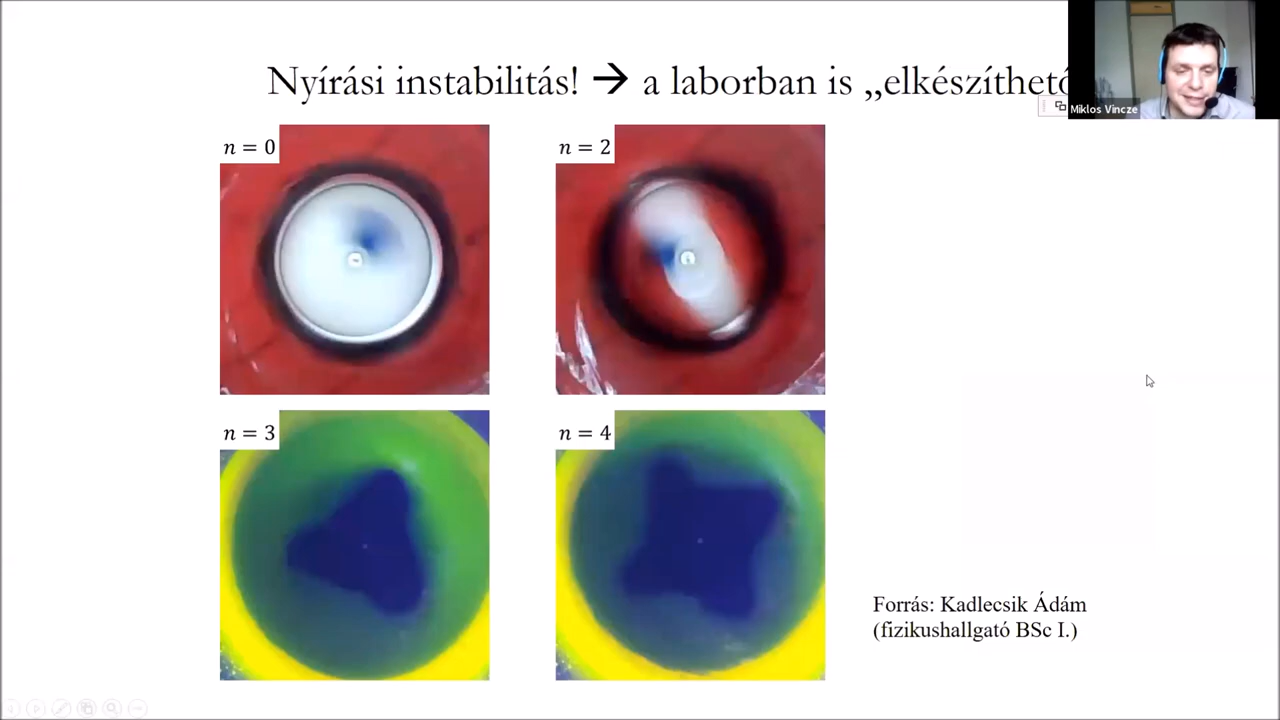 Nyírási instabilitás! → a laborban is „elkészíthető
Miklos Vincze
n = 0
n = 2
n = 3
n = 4
Forrás: Kadlecsik Ádám
(fizikushallgató BSc I.)